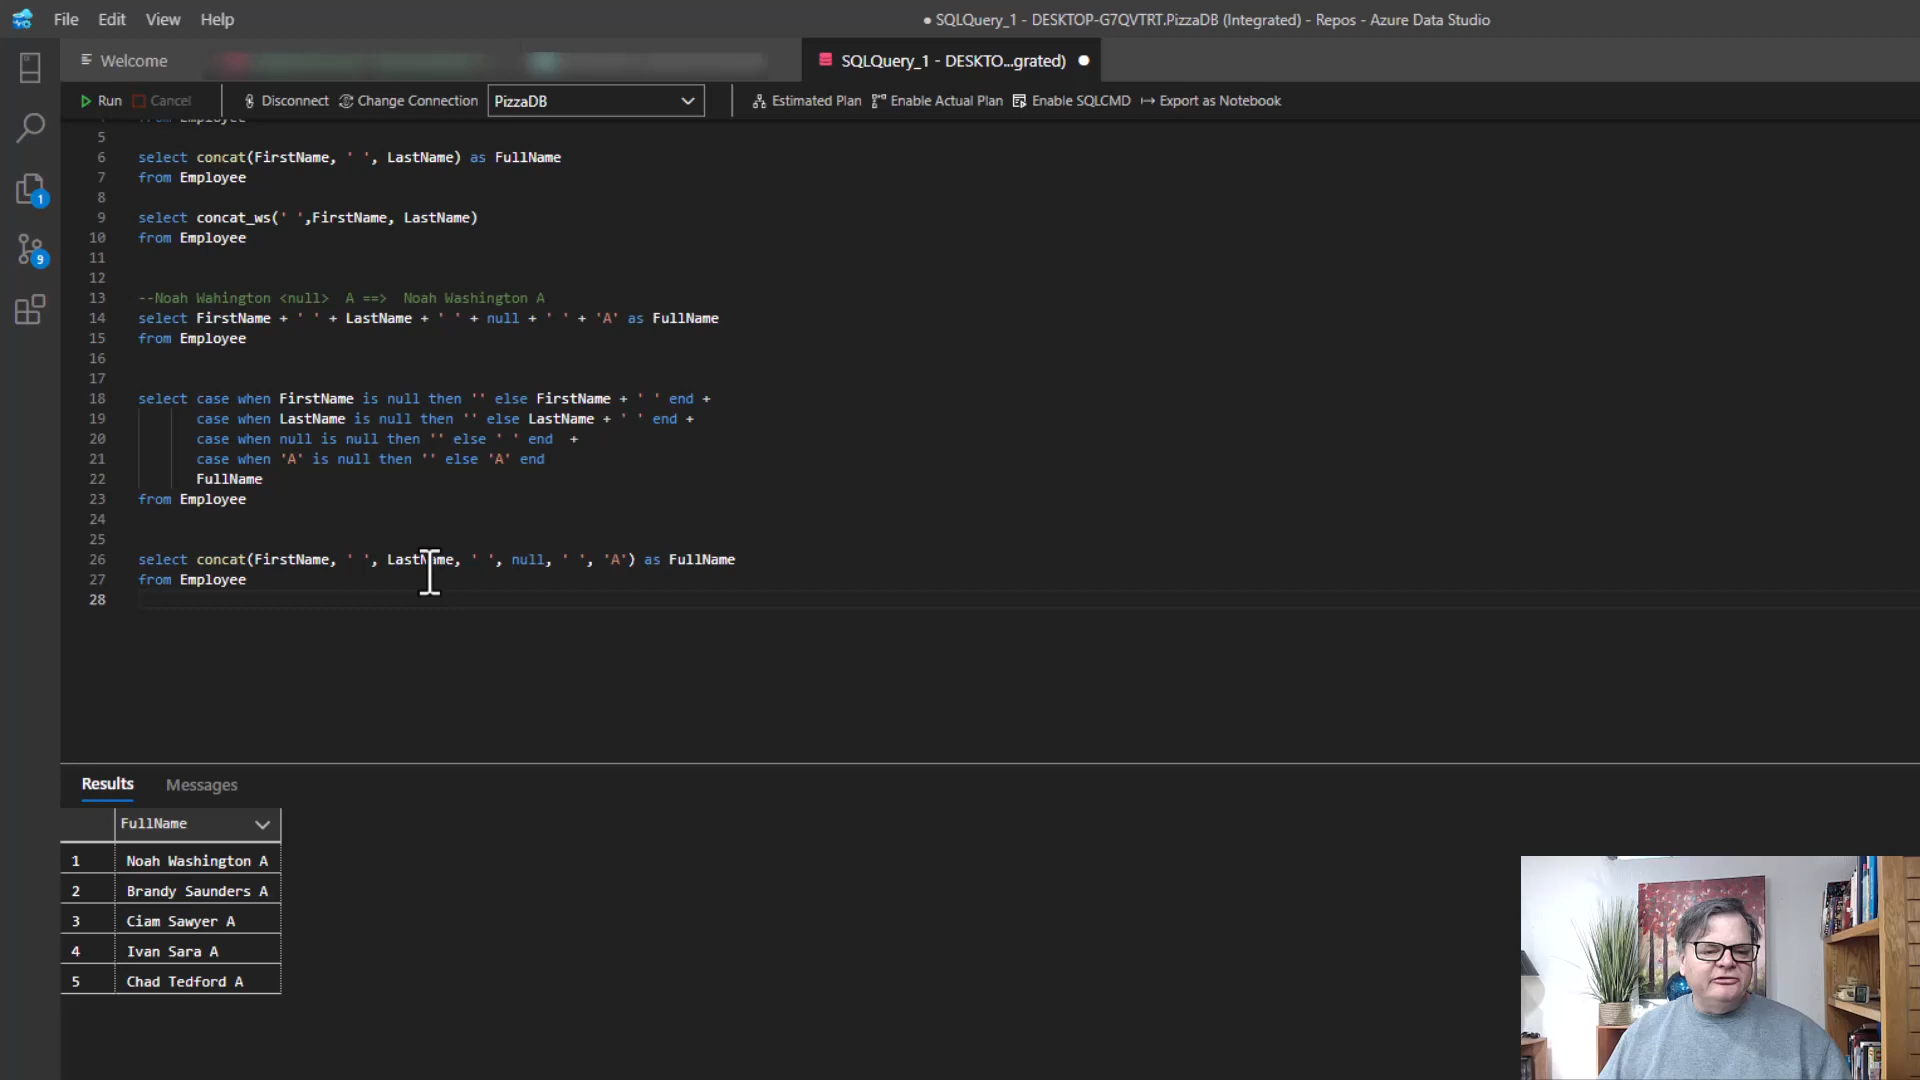 File Edit View Help
● SQLQuery_1 - DESKTOP-G7QVTRT.PizzaDB (Integrated) - Repos - Azure Data Studio
Welcome
SQLQuery_1 - DESKTO...grated)
Run Cancel Disconnect Change Connection PizzaDB Estimated Plan Enable Actual Plan Enable SQLCMD Export as Notebook
from Employee
5
6 select concat(FirstName, ' ', LastName) as FullName
7 from Employee
8
9 select concat_ws(' ',FirstName, LastName)
10 from Employee
11
12
13 --Noah Wahington <null>  A ==>  Noah Washington A
14 select FirstName + ' ' + LastName + ' ' + null + ' ' + 'A' as FullName
15 from Employee
16
17
18 select case when FirstName is null then '' else FirstName + ' ' end +
19 case when LastName is null then '' else LastName + ' ' end +
20 case when null is null then '' else ' ' end  +
21 case when 'A' is null then '' else 'A' end
22 FullName
23 from Employee
24
25
26 select concat(FirstName, ' ', LastName, ' ', null, ' ', 'A') as FullName
27 from Employee
28
1
9
Results Messages
FullName
1 Noah Washington A
2 Brandy Saunders A
3 Ciam Sawyer A
4 Ivan Sara A
5 Chad Tedford A